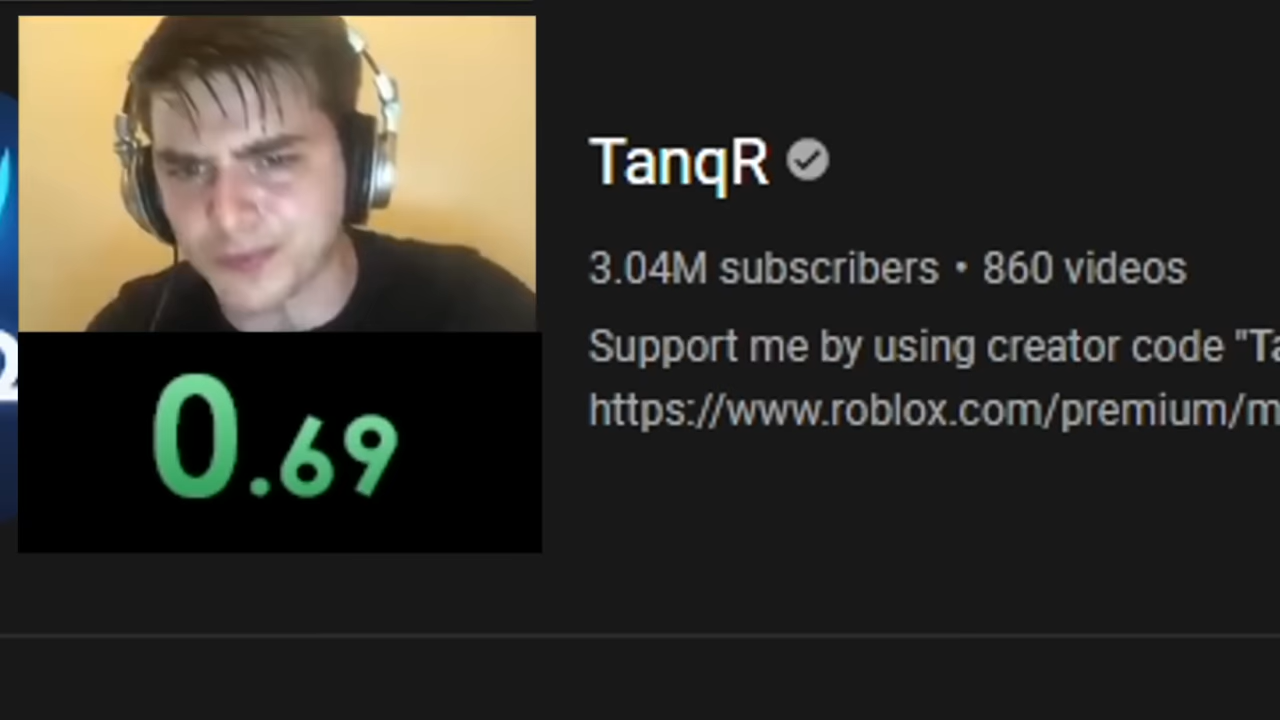 TanqR
3.04M subscribers • 860 videos
Support me by using creator code "Ta
https://www.roblox.com/premium/m
0.69